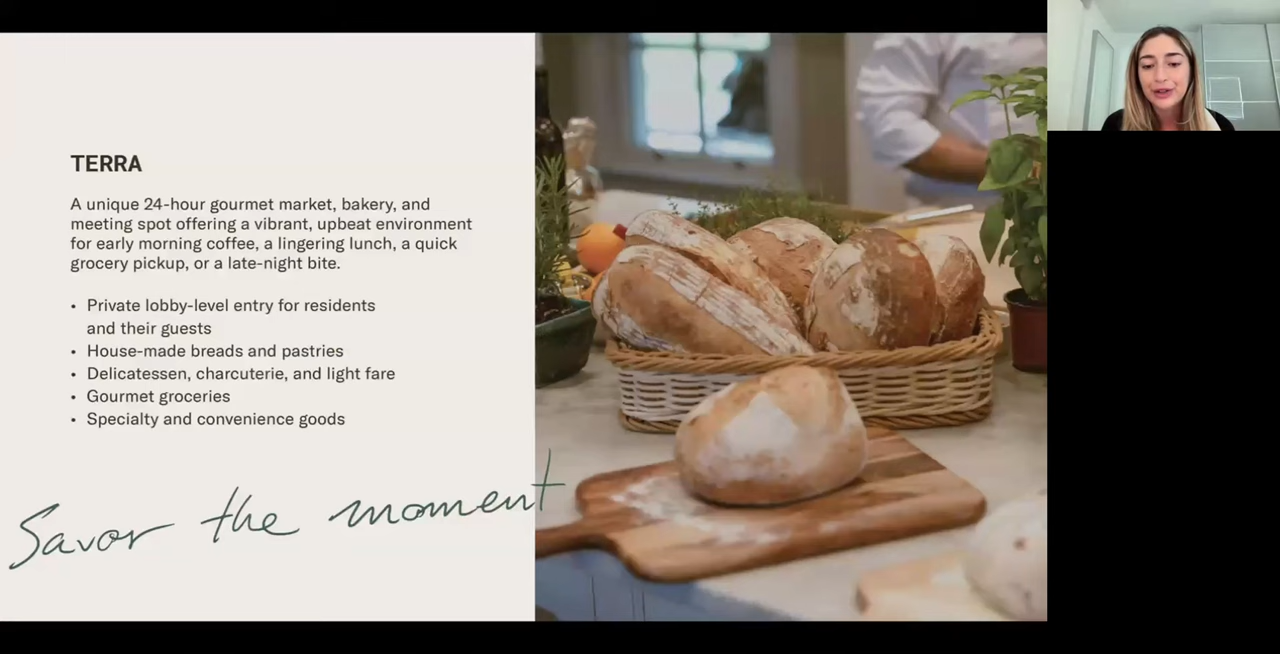 TERRA
A unique 24-hour gourmet market, bakery, and
meeting spot offering a vibrant, upbeat environment
for early morning coffee, a lingering lunch, a quick
grocery pickup, or a late-night bite.
• Private lobby-level entry for residents
and their guests
• House-made breads and pastries
• Delicatessen, charcuterie, and light fare
• Gourmet groceries
• Specialty and convenience goods
Savor the moment